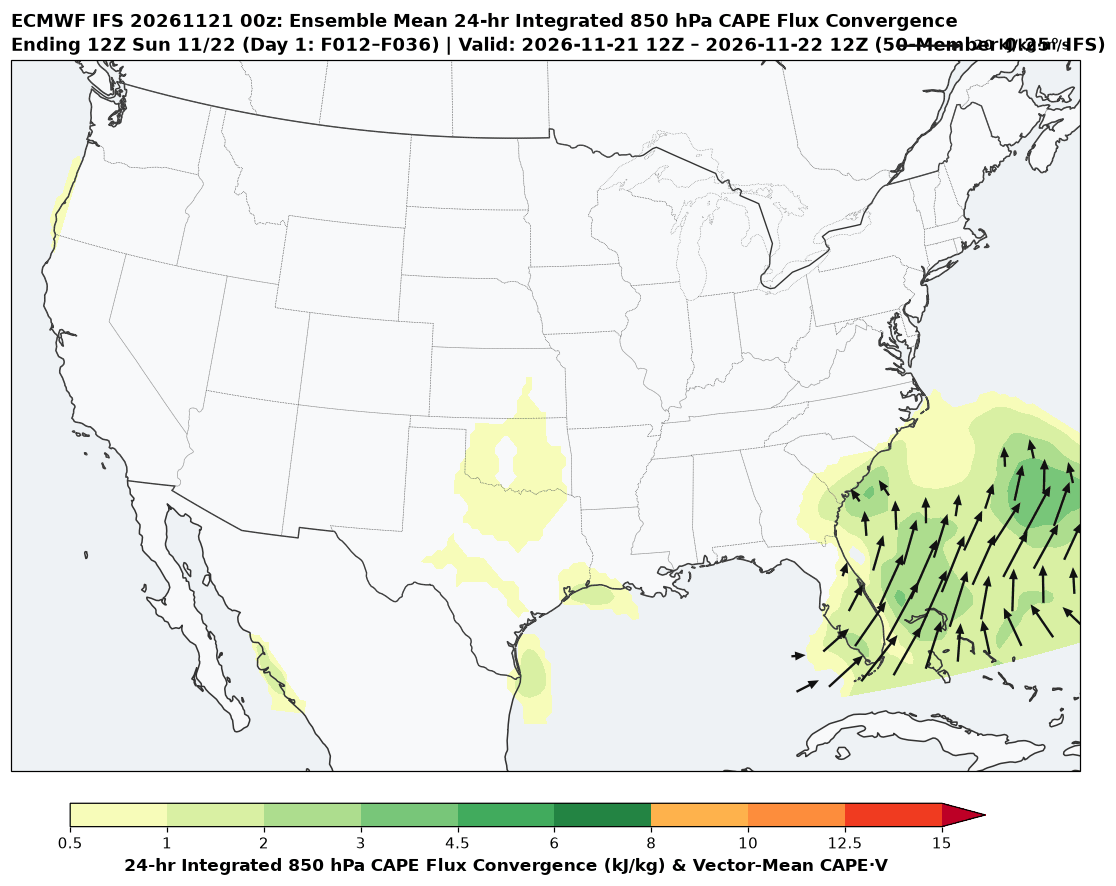 ECMWF IFS 20261121 00z: Ensemble Mean 24-hr Integrated 850 hPa CAPE Flux Convergence
Ending 12Z Sun 11/22 (Day 1: F012–F036) | Valid: 2026-11-21 12Z – 2026-11-22 12Z (50-Member 0.25° IFS)
0.5 1 2 3 4.5 6 8 10 12.5 15
24-hr Integrated 850 hPa CAPE Flux Convergence (kJ/kg) & Vector-Mean CAPE·V